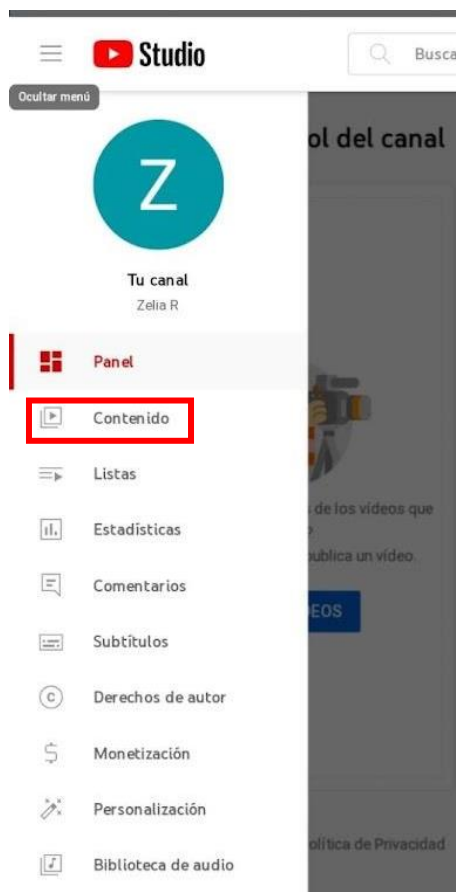 Studio
Busca
Ocultar menú
ol del canal
Z
Tu canal
Zelia R
Panel
Contenido
Listas
Estadísticas
de los vídeos que
?
publica un vídeo.
Comentarios
EOS
Subtítulos
Derechos de autor
Monetización
Personalización
olítica de Privacidad
Biblioteca de audio